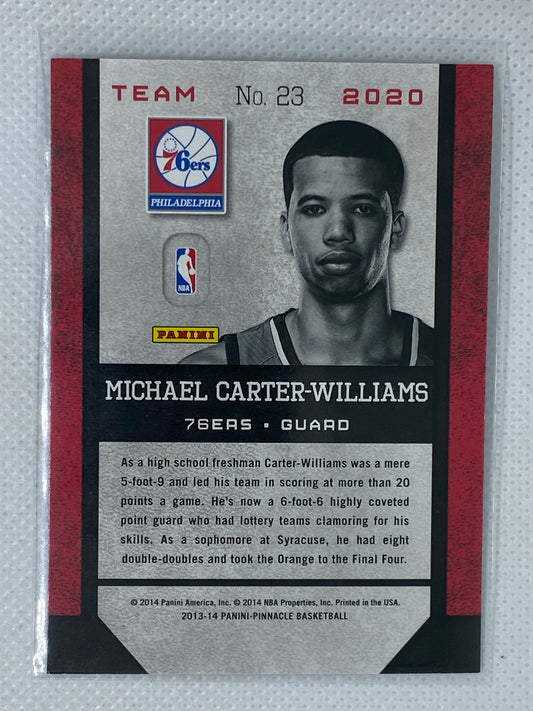 TEAM No. 23 2020
76ers
PHILADELPHIA
NBA
PANINI
MICHAEL CARTER-WILLIAMS
76ERS • GUARD
As a high school freshman Carter-Williams was a mere
5-foot-9 and led his team in scoring at more than 20
points a game. He's now a 6-foot-6 highly coveted
point guard who had lottery teams clamoring for his
skills. As a sophomore at Syracuse, he had eight
double-doubles and took the Orange to the Final Four.
© 2014 Panini America, Inc. © 2014 NBA Properties, Inc. Printed in the USA.
2013-14 PANINI-PINNACLE BASKETBALL